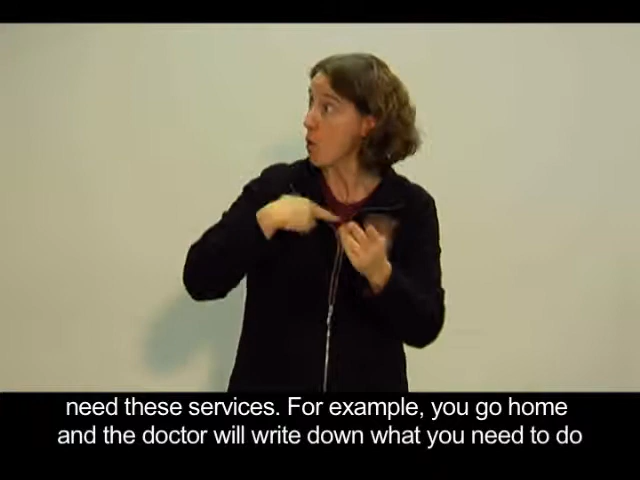 need these services. For example, you go home
and the doctor will write down what you need to do